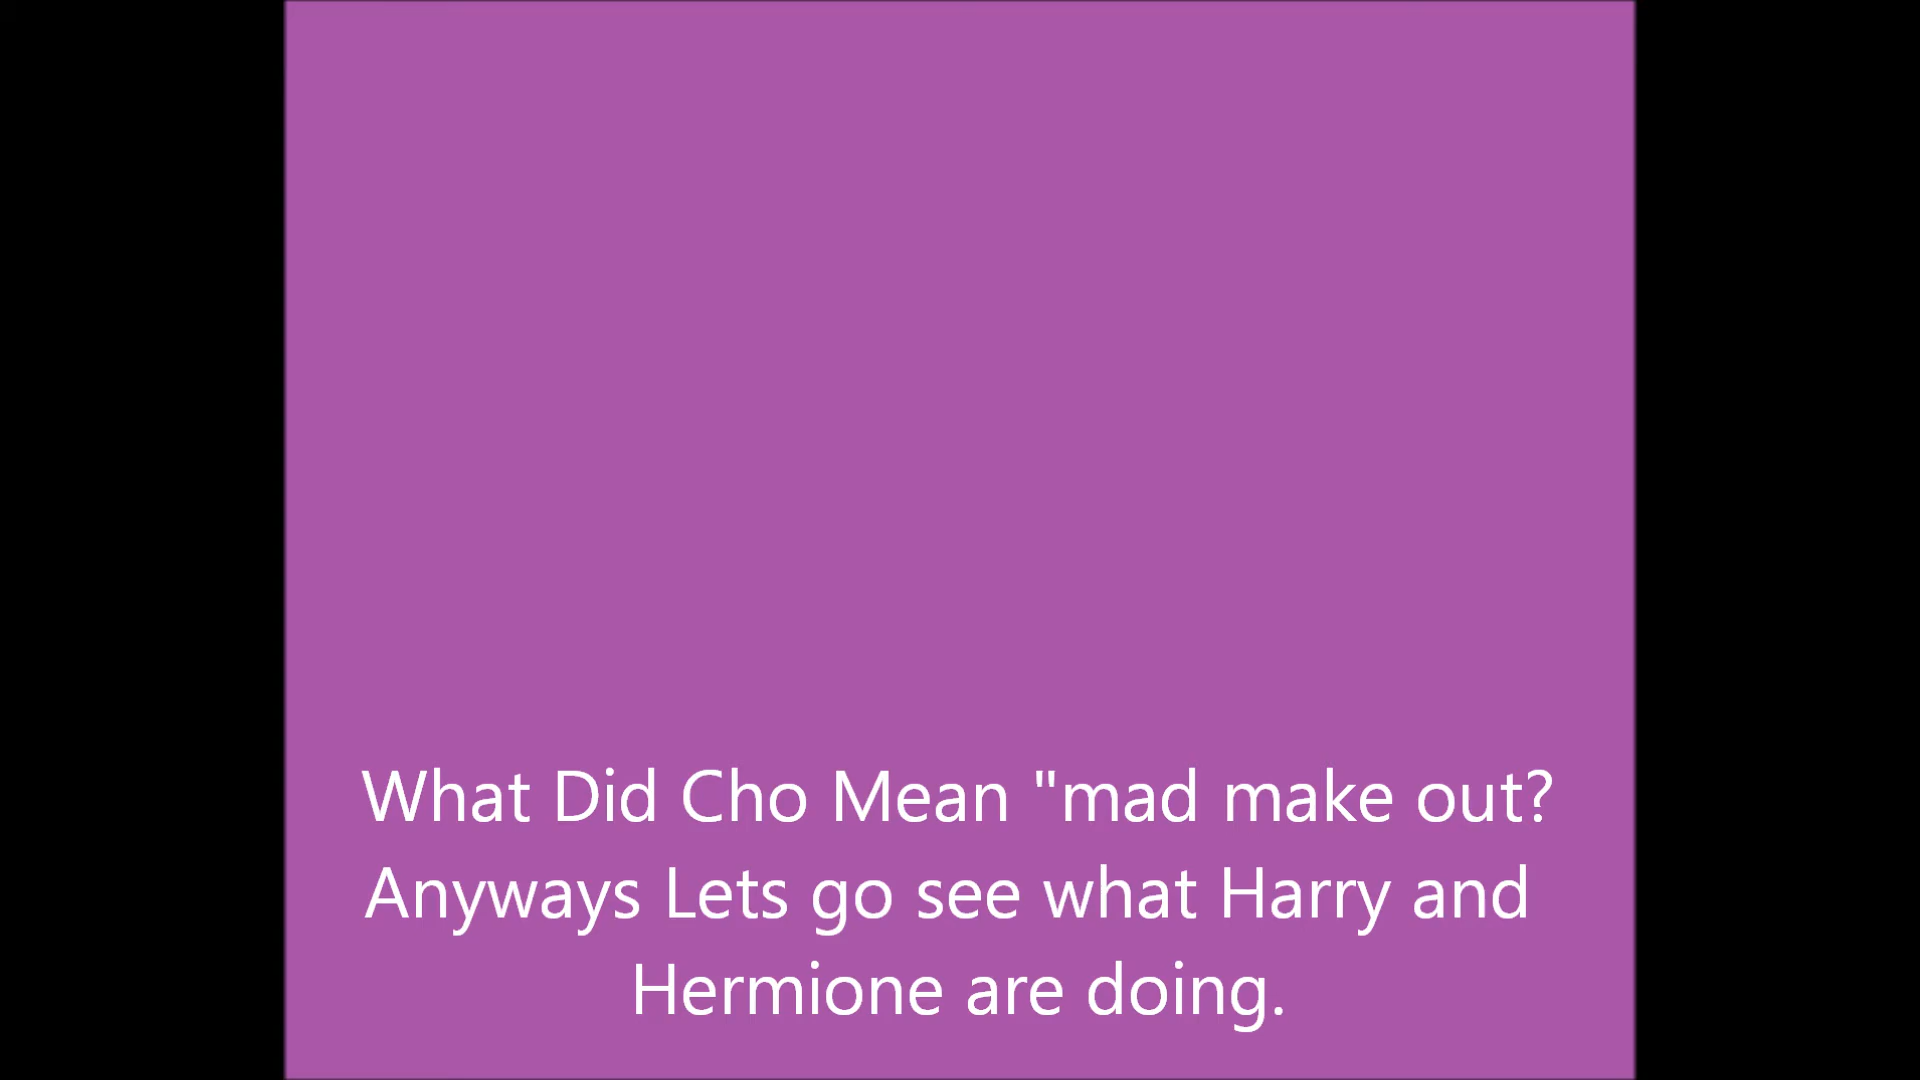 What Did Cho Mean "mad make out?
Anyways Lets go see what Harry and
Hermione are doing.